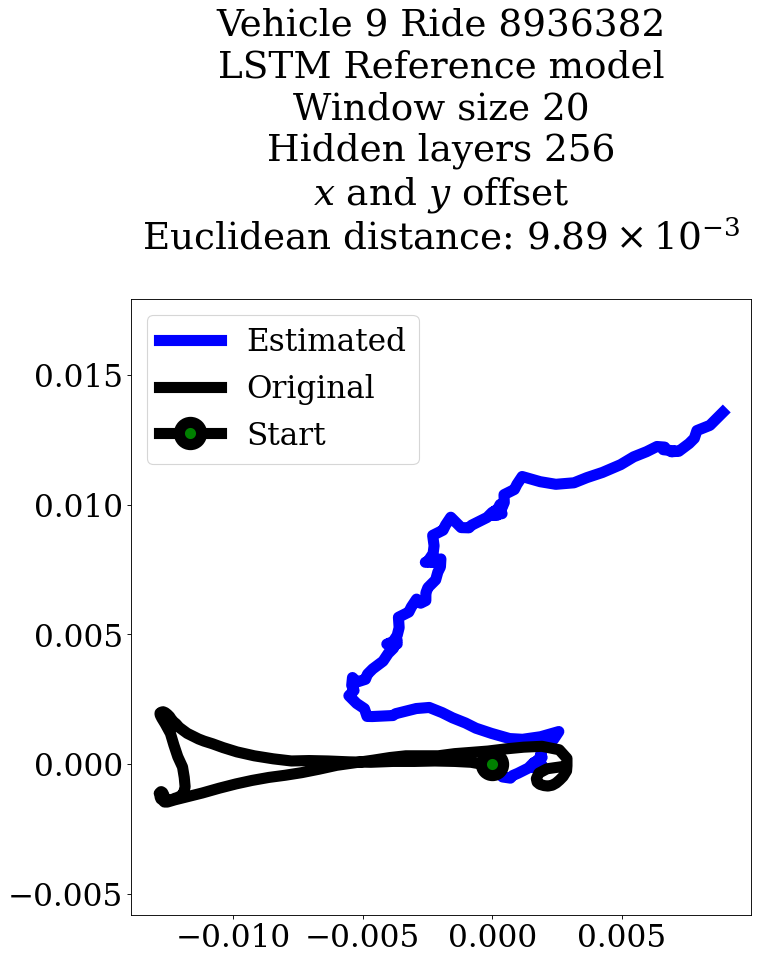 Vehicle 9 Ride 8936382
LSTM Reference model
Window size 20
Hidden layers 256
x and y offset
Euclidean distance: 9.89 × 10⁻³
Estimated
Original
Start
0.015
0.010
0.005
0.000
−0.005
−0.010 −0.005 0.000 0.005